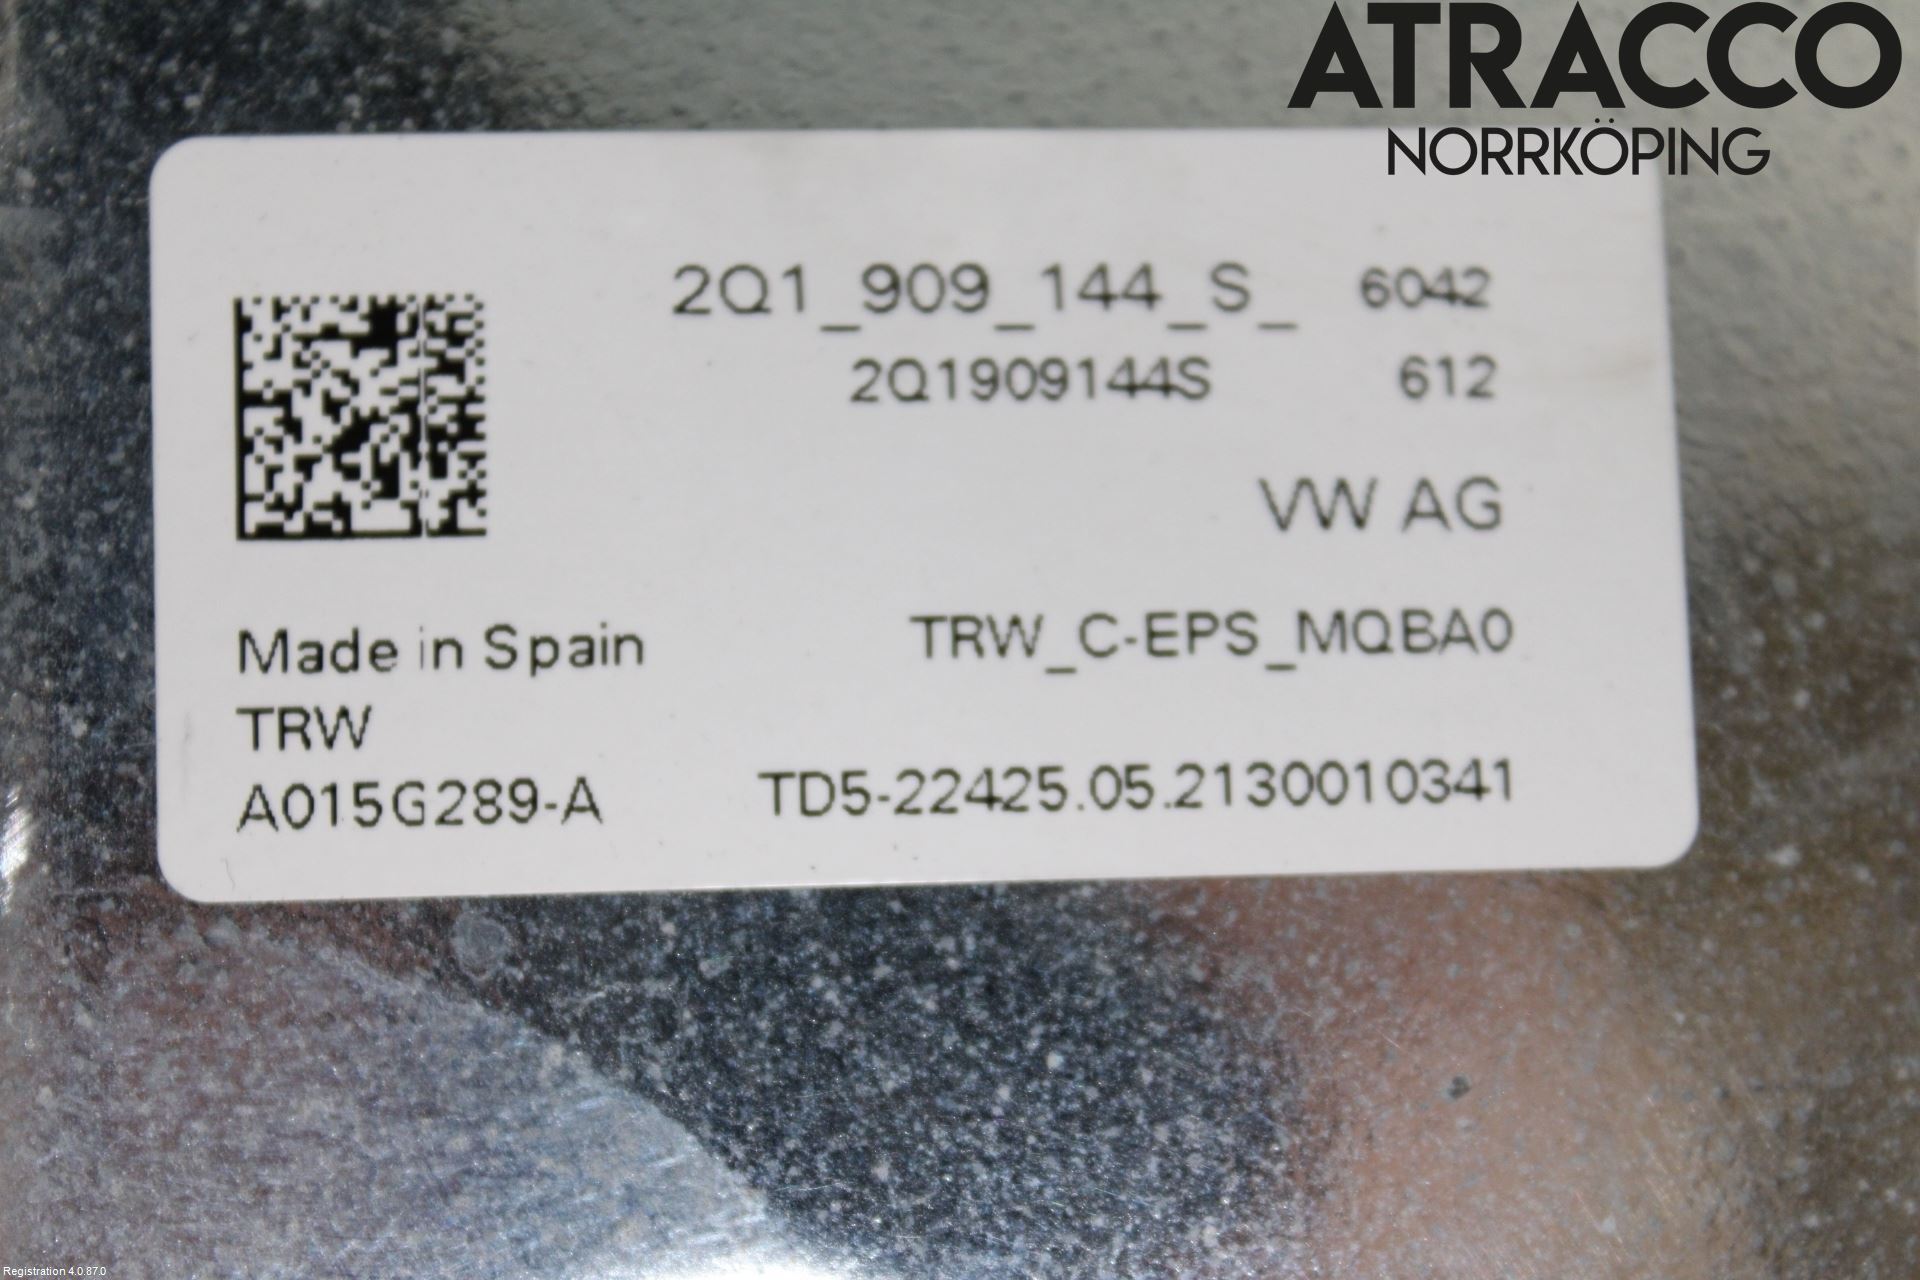 ATRACCO
NORRKÖPING
2Q1_909_144_S_ 6042
2Q1909144S 612
VW AG
Made in Spain TRW_C-EPS_MQBA0
TRW
A015G289-A TD5-22425.05.2130010341
Registration 4.0.87.0